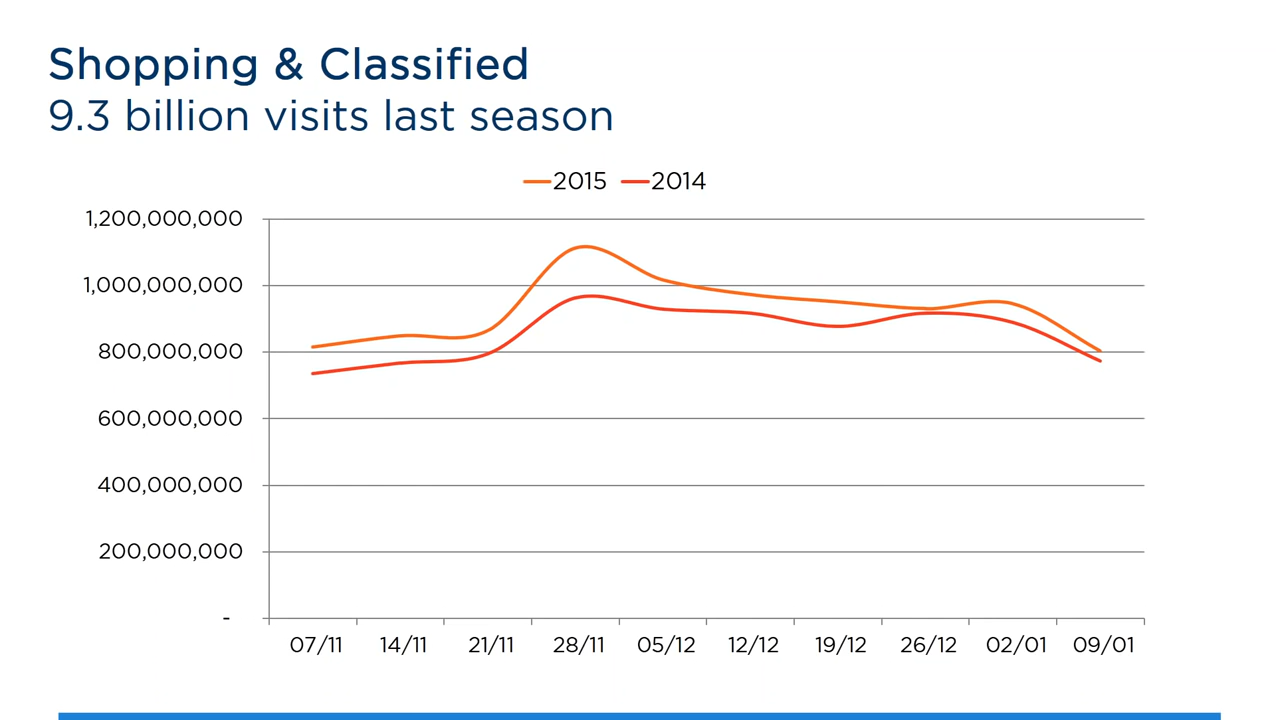 Shopping & Classified
9.3 billion visits last season
2015 2014
1,200,000,000
1,000,000,000
800,000,000
600,000,000
400,000,000
200,000,000
-
07/11 14/11 21/11 28/11 05/12 12/12 19/12 26/12 02/01 09/01